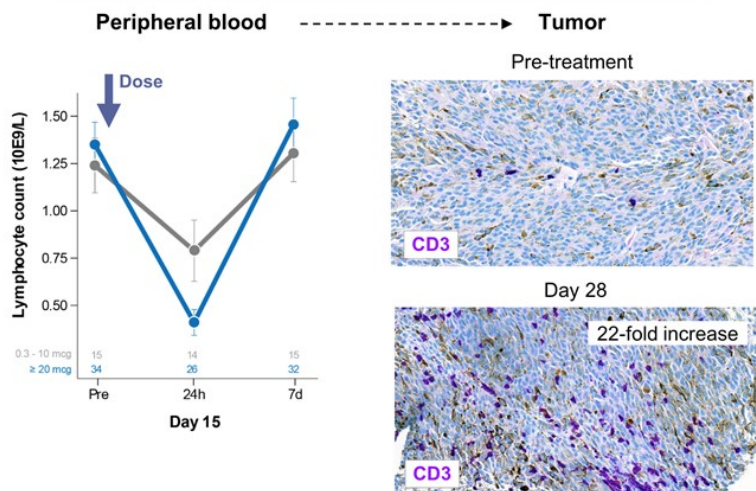 Peripheral blood
Tumor
Dose
Lymphocyte count (10E9/L)
1.50
1.25
1.00
0.75
0.50
0.3 - 10 mcg 15 14 15
≥ 20 mcg 34 26 32
Pre 24h 7d
Day 15
Pre-treatment
CD3
Day 28
22-fold increase
CD3